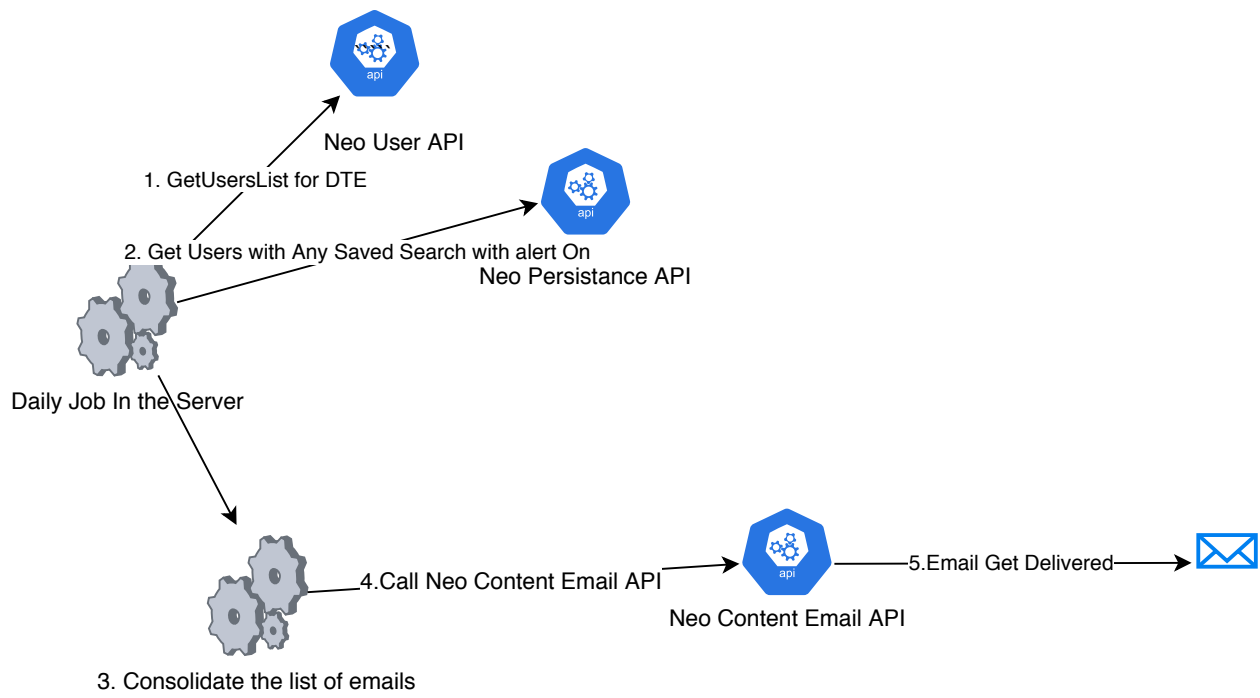 api
Neo User API
1. GetUsersList for DTE
api
2. Get Users with Any Saved Search with alert On
Neo Persistance API
Daily Job In the Server
4.Call Neo Content Email API
api
5.Email Get Delivered
Neo Content Email API
3. Consolidate the list of emails